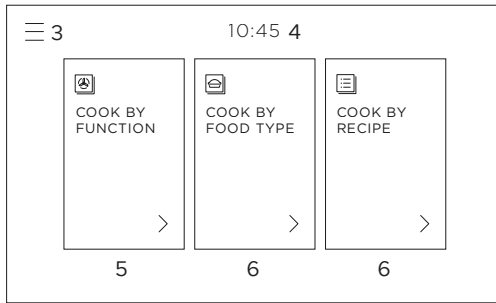 3 10:45 4
COOK BY
FUNCTION
COOK BY
FOOD TYPE
COOK BY
RECIPE
5 6 6